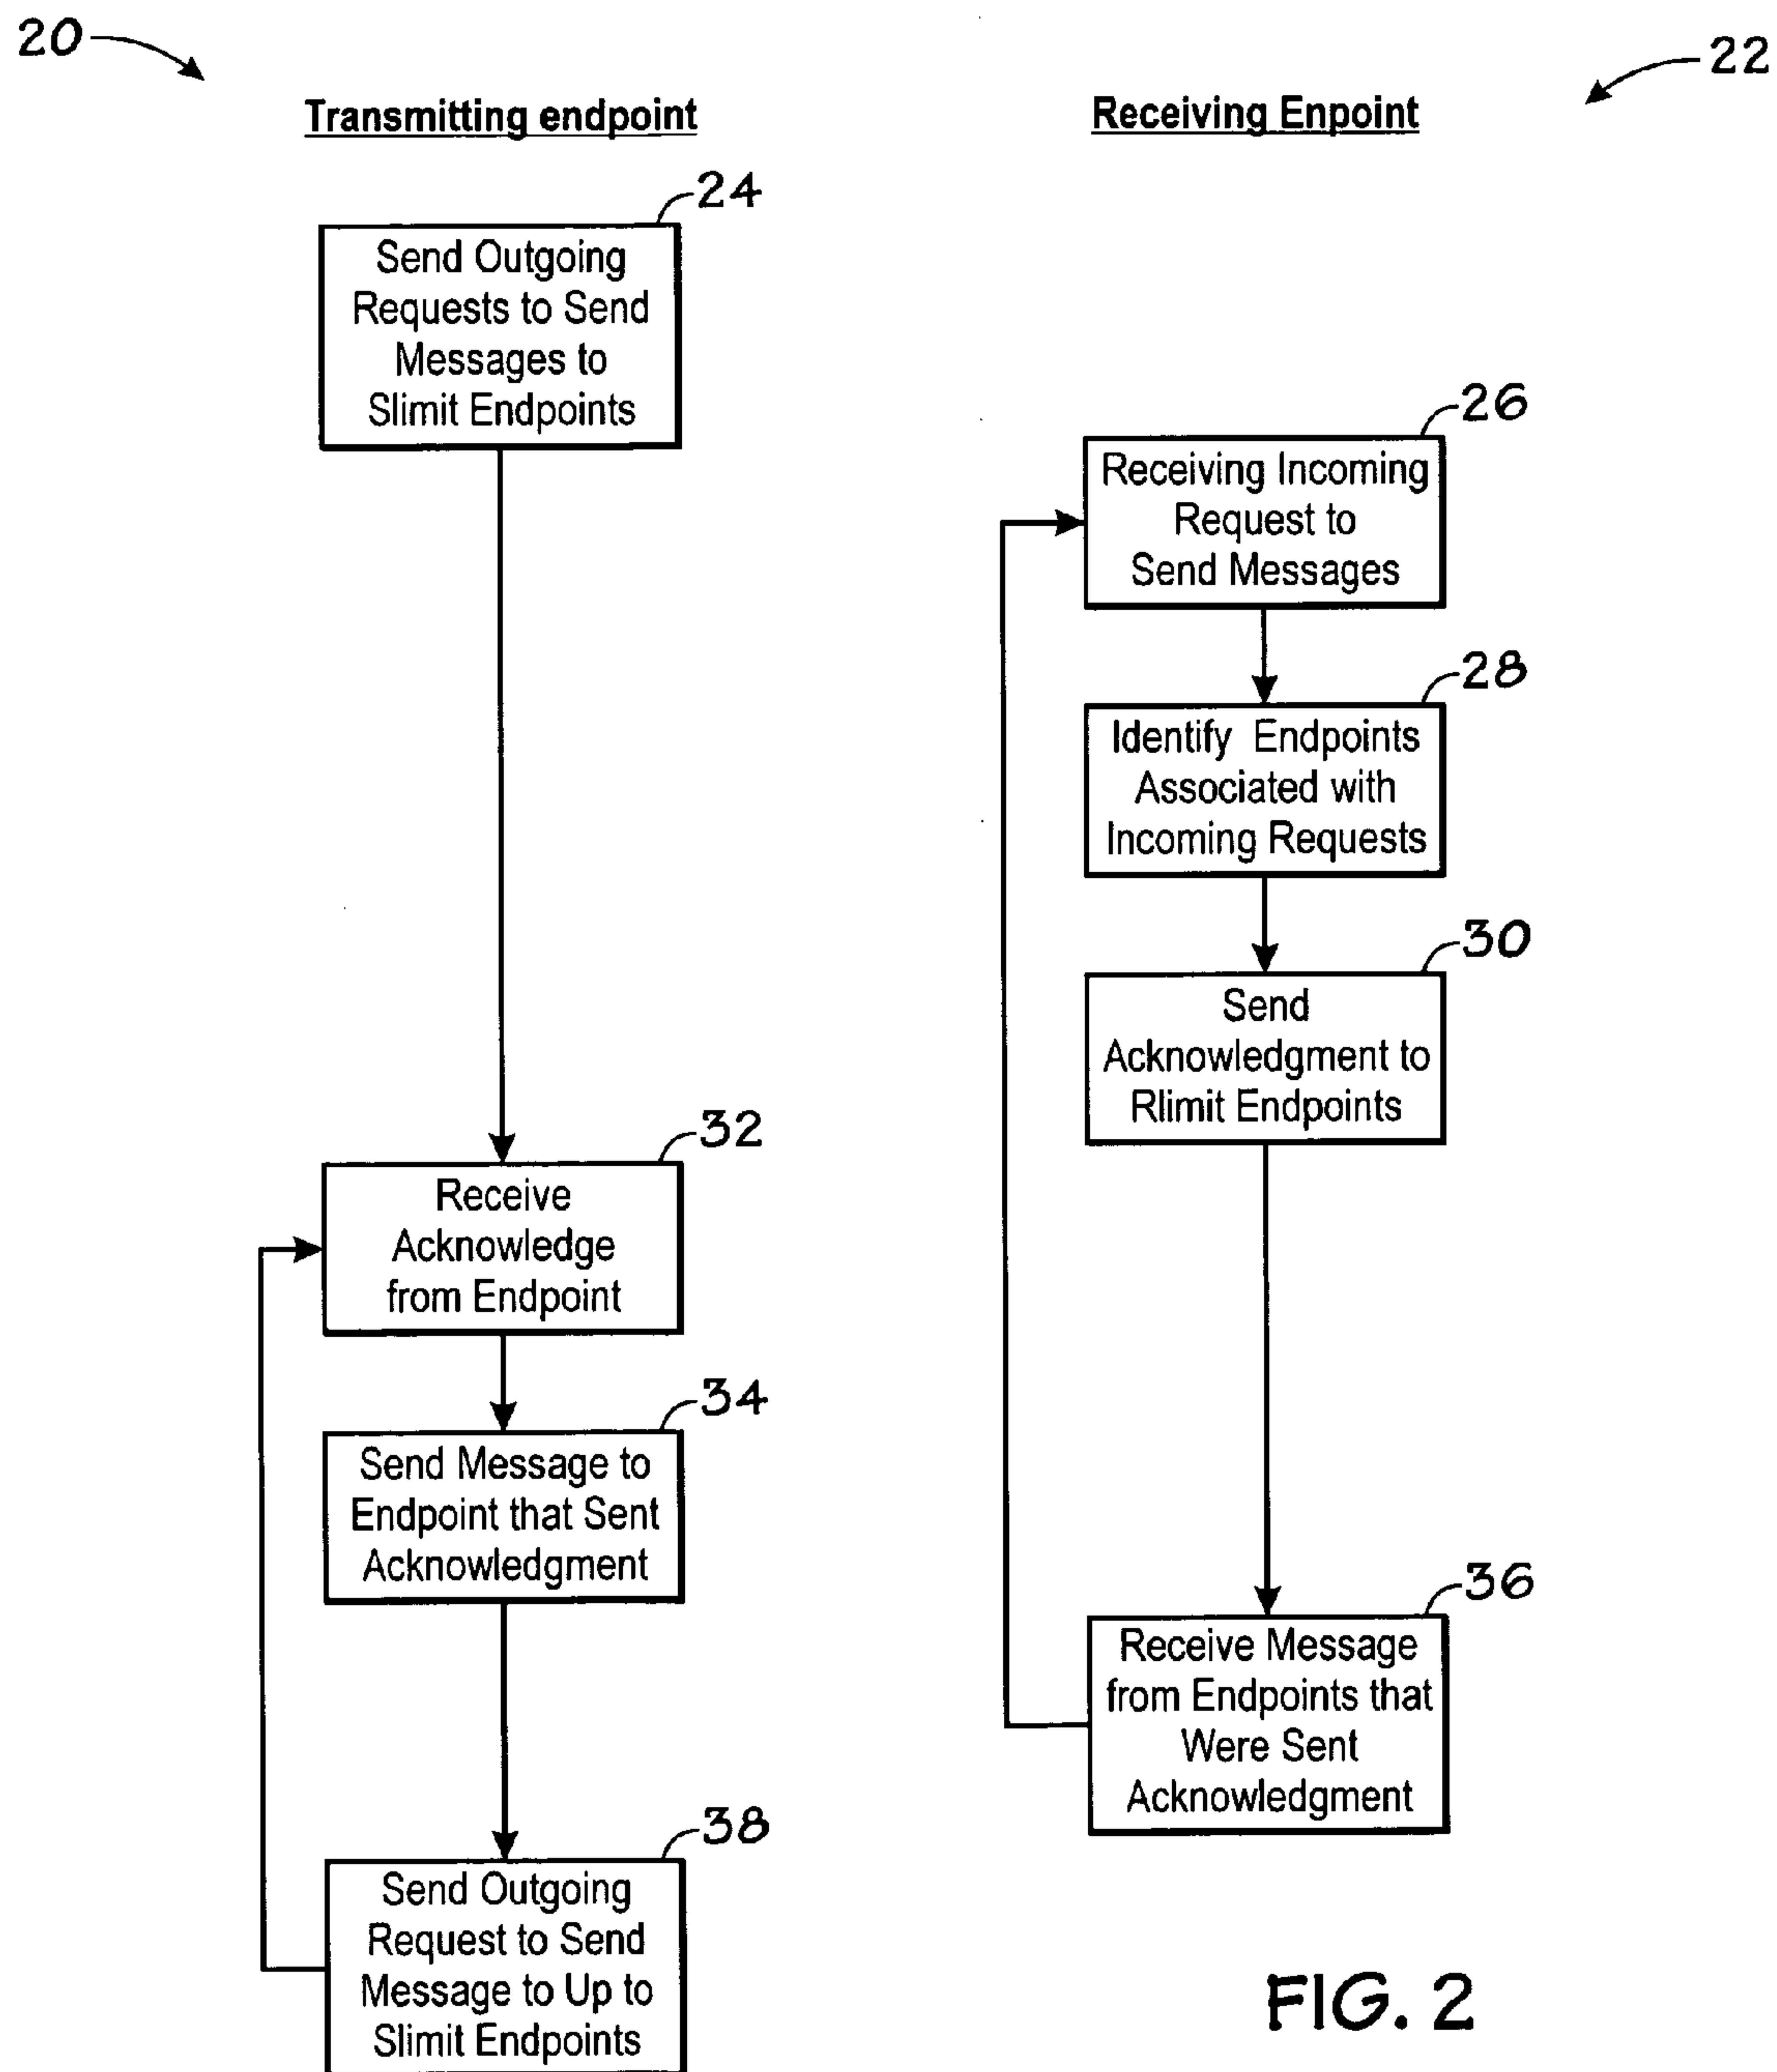 20
22
Transmitting endpoint
Receiving Enpoint
24
Send Outgoing
Requests to Send
Messages to
Slimit Endpoints
26
Receiving Incoming
Request to
Send Messages
28
Identify Endpoints
Associated with
Incoming Requests
30
Send
Acknowledgment to
Rlimit Endpoints
32
Receive
Acknowledge
from Endpoint
34
Send Message to
Endpoint that Sent
Acknowledgment
36
Receive Message
from Endpoints that
Were Sent
Acknowledgment
38
Send Outgoing
Request to Send
Message to Up to
Slimit Endpoints
FIG. 2